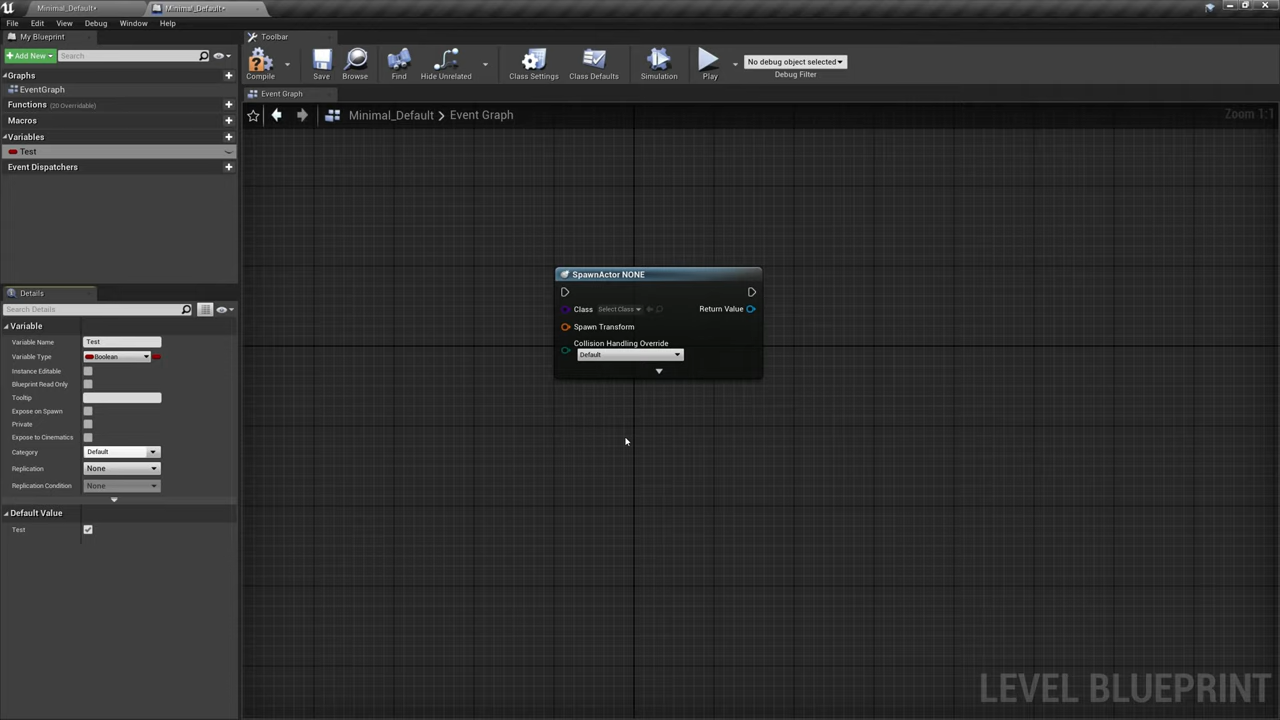 Minimal_Default•
Minimal_Default•
File Edit View Debug Window Help
My Blueprint
Add New
Search
Graphs
EventGraph
Functions (20 Overridable)
Macros
Variables
Test
Event Dispatchers
Details
Search Details
Variable
Variable Name Test
Variable Type Boolean
Instance Editable
Blueprint Read Only
Tooltip
Expose on Spawn
Private
Expose to Cinematics
Category Default
Replication None
Replication Condition None
Default Value
Test
Toolbar
Compile Save Browse Find Hide Unrelated Class Settings Class Defaults Simulation Play
No debug object selected
Debug Filter
Event Graph
Minimal_Default > Event Graph
Zoom 1:1
SpawnActor NONE
Class Select Class Return Value
Spawn Transform
Collision Handling Override
Default
LEVEL BLUEPRINT